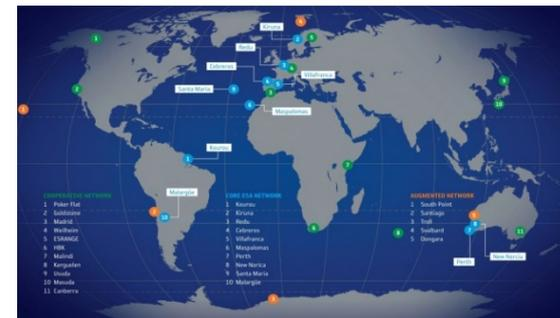 Kiruna
Redu
Cebreros
Villafranca
Santa Maria
Maspalomas
Kourou
Malargüe
Perth
New Norcia
COOPERATIVE NETWORK
1 Poker Flat
2 Goldstone
3 Madrid
4 Weilheim
5 ESRANGE
6 HBK
7 Malindi
8 Kerguelen
9 Usuda
10 Masuda
11 Canberra
CORE ESA NETWORK
1 Kourou
2 Kiruna
3 Redu
4 Cebreros
5 Villafranca
6 Maspalomas
7 Perth
8 New Norcia
9 Santa Maria
10 Malargüe
AUGMENTED NETWORK
1 South Point
2 Santiago
3 Troll
4 Svalbard
5 Dongara